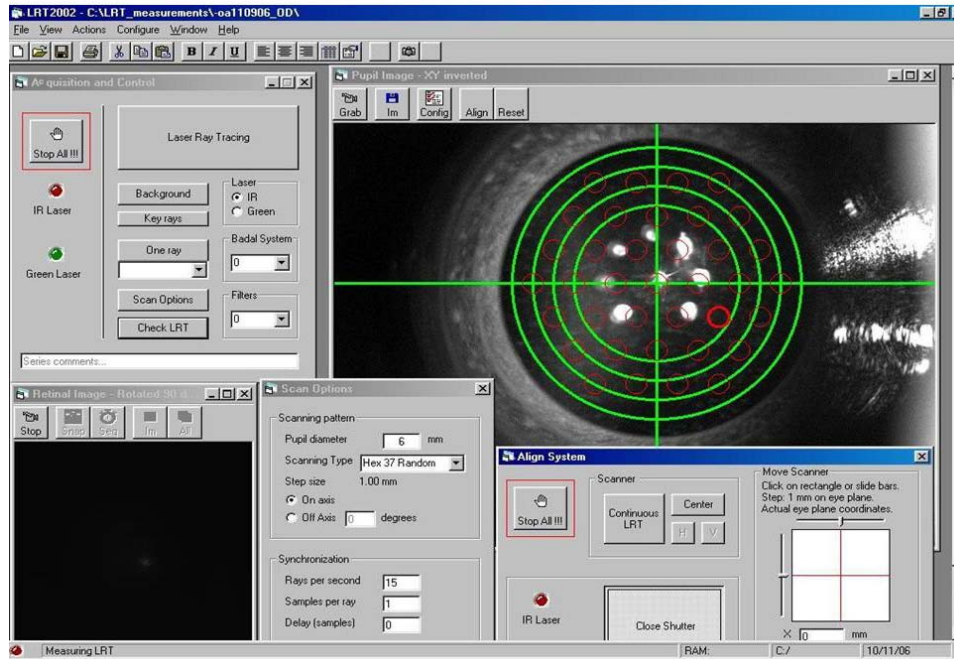 LRT2002 - C:\LRT_measurements\-oa110906_OD\
File View Actions Configure Window Help
B I U
Acquisition and Control
Stop All !!!
Laser Ray Tracing
IR Laser
Background
Key rays
Laser
IR
Green
Green Laser
One ray
Badal System
0
Scan Options
Check LRT
Filters
0
Series comments...
Pupil Image - XY inverted
Grab Im Config Align Reset
Retinal Image - Rotated 90 d...
Stop Snap Seq Im All
Scan Options
Scanning pattern
Pupil diameter 6 mm
Scanning Type Hex 37 Random
Step size 1.00 mm
On axis
Off Axis 0 degrees
Synchronization
Rays per second 15
Samples per ray 1
Delay (samples) 0
Align System
Stop All !!!
Scanner
Continuous LRT
Center
H V
IR Laser
Close Shutter
Move Scanner
Click on rectangle or slide bars.
Step: 1 mm on eye plane.
Actual eye plane coordinates.
X 0 mm
Measuring LRT RAM: C:/ 10/11/06